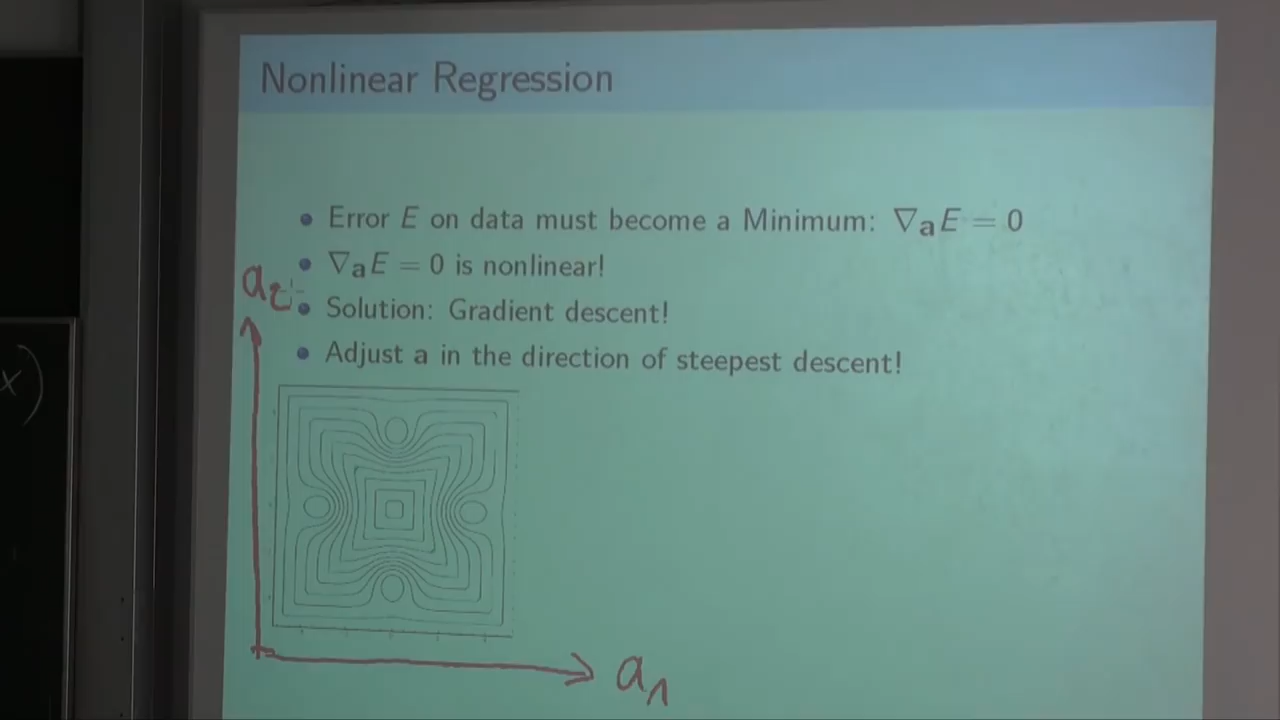 Nonlinear Regression
Error E on data must become a Minimum: ∇ₐE = 0
∇ₐE = 0 is nonlinear!
a₂
Solution: Gradient descent!
Adjust a in the direction of steepest descent!
x)
a₁